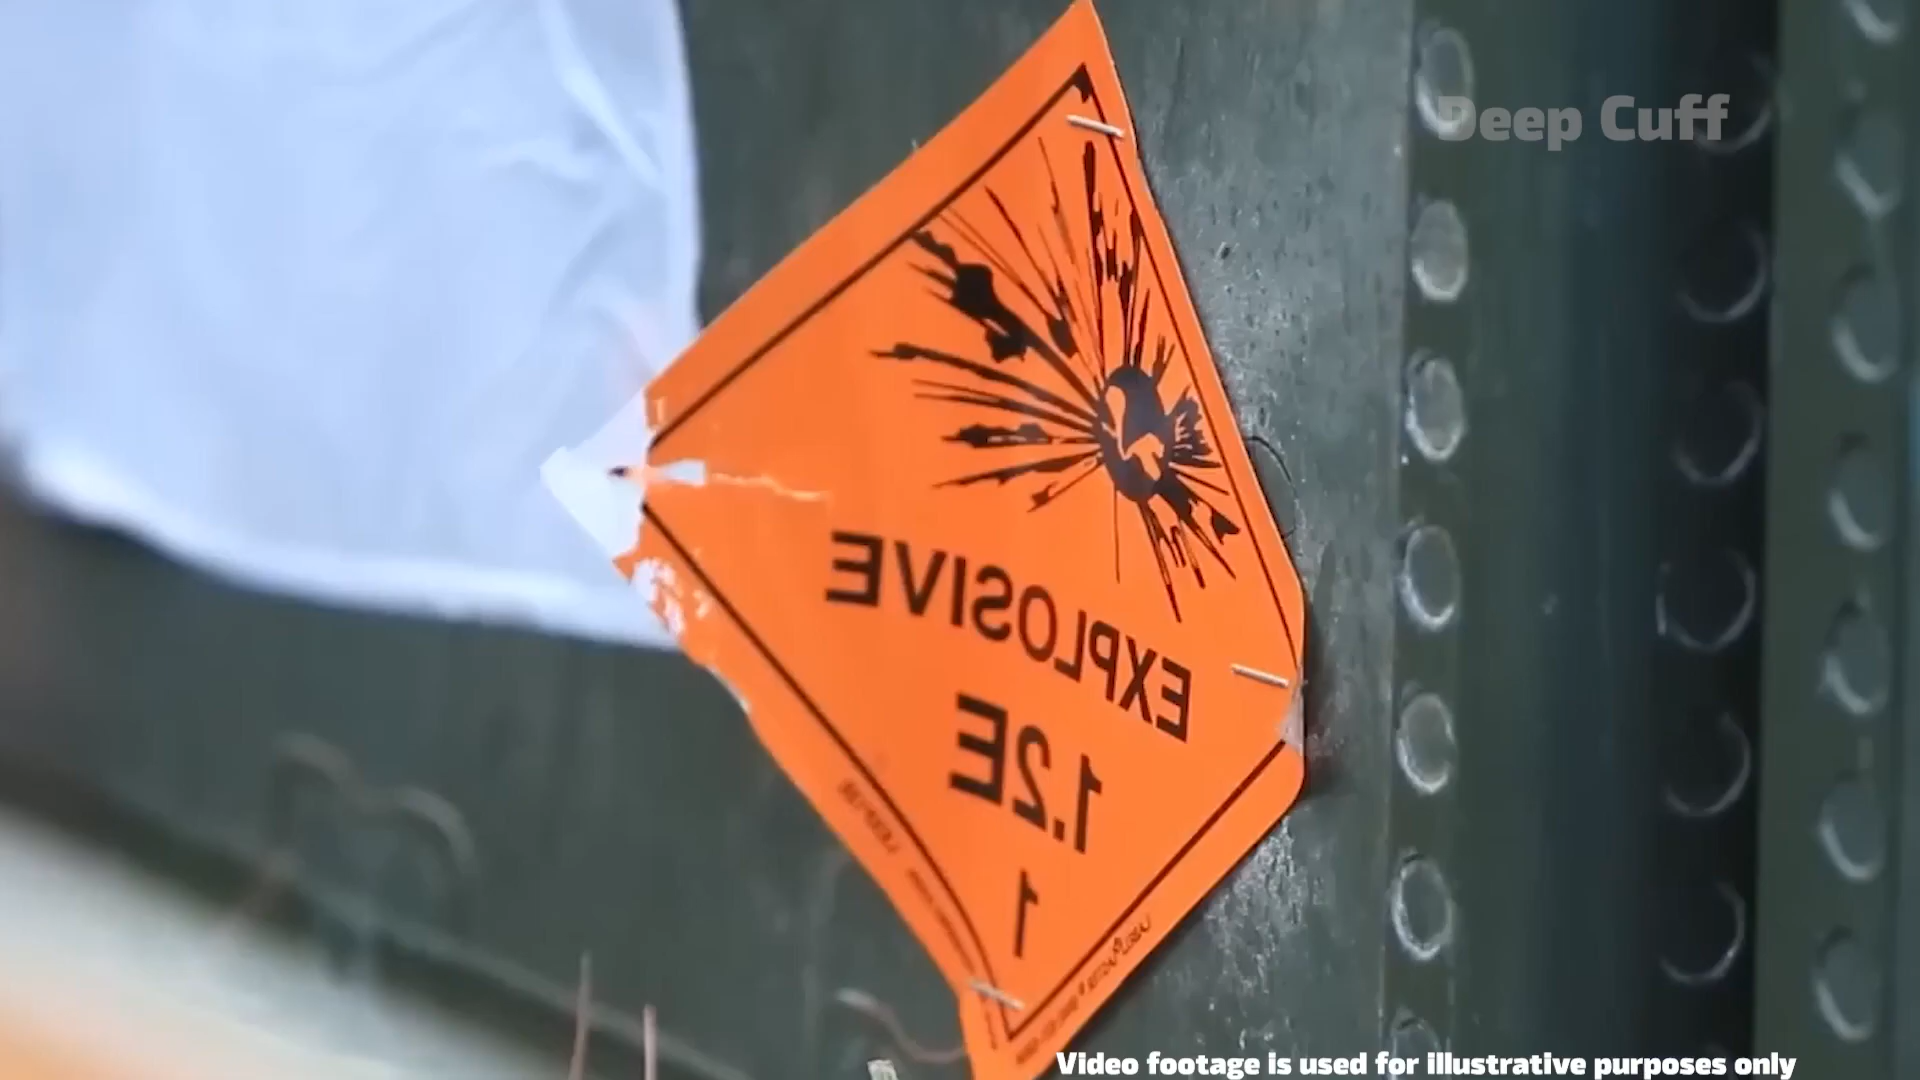 Deep Cuff
EXPLOSIVE
1.2E
1
Video footage is used for illustrative purposes only